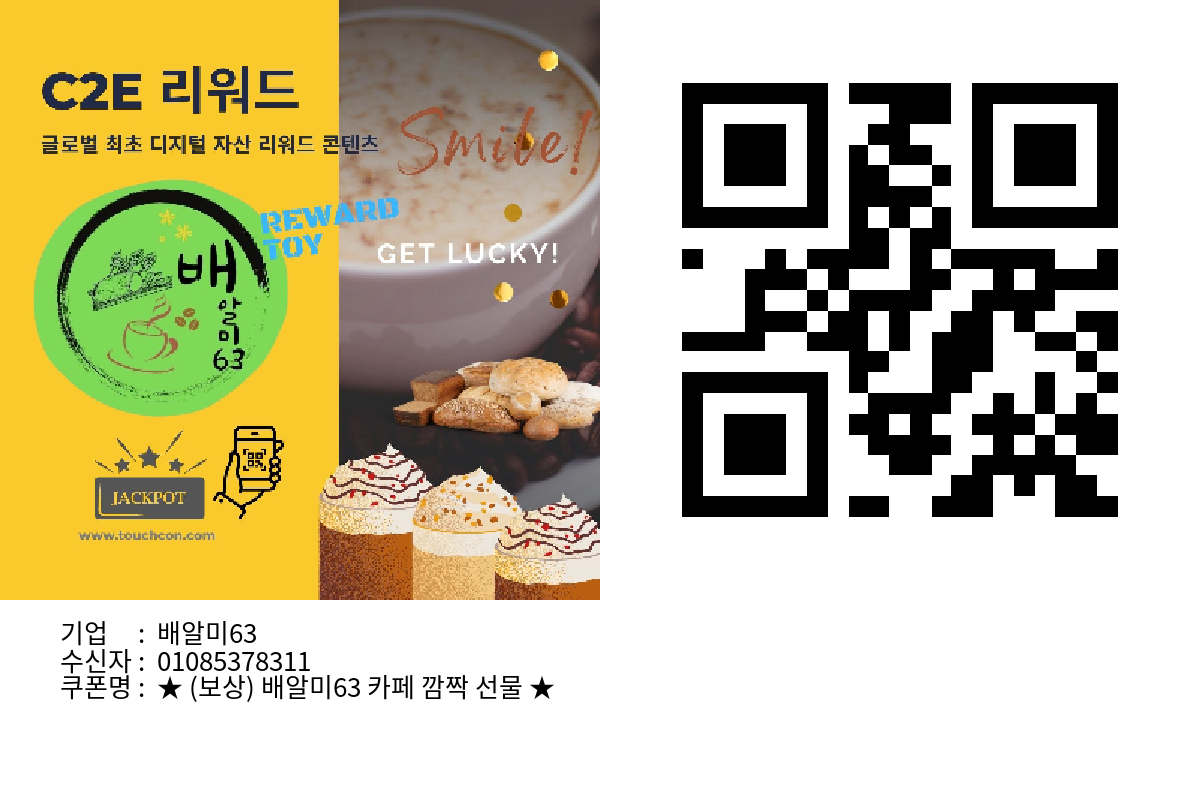 C2E 리워드
글로벌 최초 디지털 자산 리워드 콘텐츠
Smile!
REWARD
TOY
GET LUCKY!
배
알
미
63
JACKPOT
www.touchcon.com
기업 : 배알미63
수신자 : 01085378311
쿠폰명 : ★ (보상) 배알미63 카페 깜짝 선물 ★